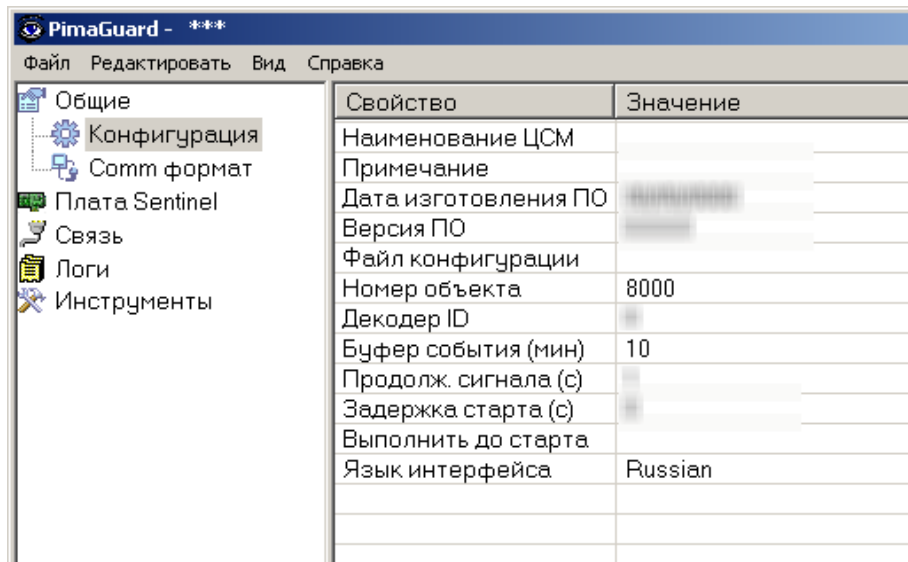 PimaGuard - ***
Файл Редактировать Вид Справка
Общие
Конфигурация
Comm формат
Плата Sentinel
Связь
Логи
Инструменты
Свойство Значение
Наименование ЦСМ
Примечание
Дата изготовления ПО
Версия ПО
Файл конфигурации
Номер объекта 8000
Декодер ID
Буфер события (мин) 10
Продолж. сигнала (с)
Задержка старта (с)
Выполнить до старта
Язык интерфейса Russian